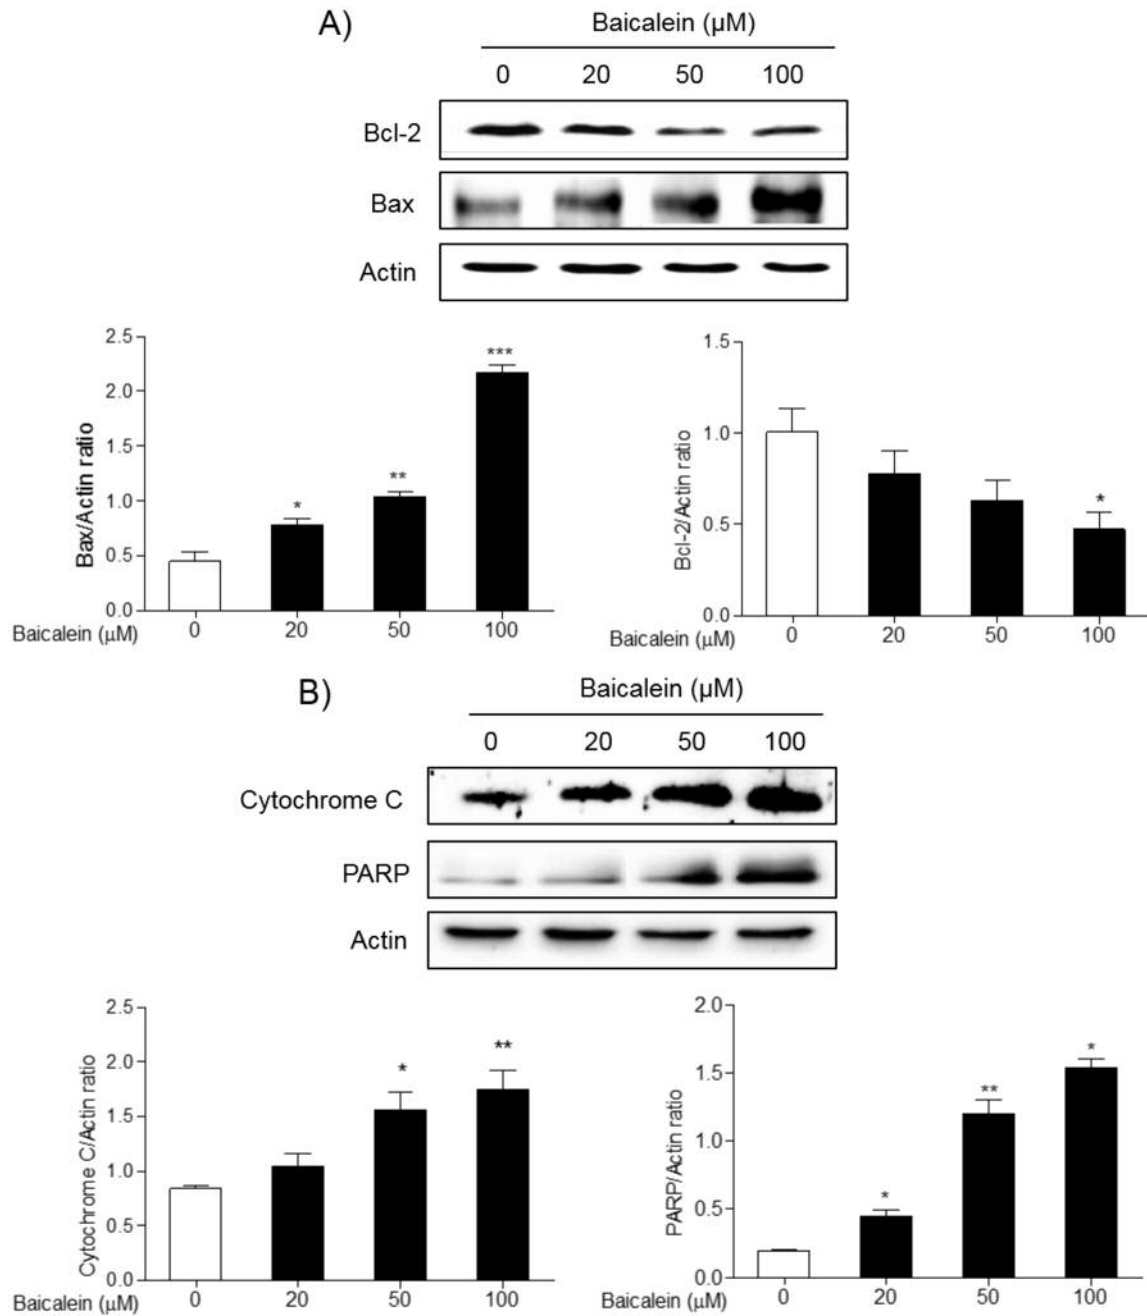 A)
Baicalein (μM)
0 20 50 100
Bcl-2
Bax
Actin
2.5
2.0
1.5
1.0
0.5
0.0
Bax/Actin ratio
*
**
***
Baicalein (μM)
0 20 50 100
1.5
1.0
0.5
0.0
Bcl-2/Actin ratio
*
Baicalein (μM)
0 20 50 100
B)
Baicalein (μM)
0 20 50 100
Cytochrome C
PARP
Actin
2.5
2.0
1.5
1.0
0.5
0.0
Cytochrome C/Actin ratio
*
**
Baicalein (μM)
0 20 50 100
2.0
1.5
1.0
0.5
0.0
PARP/Actin ratio
*
**
*
Baicalein (μM)
0 20 50 100